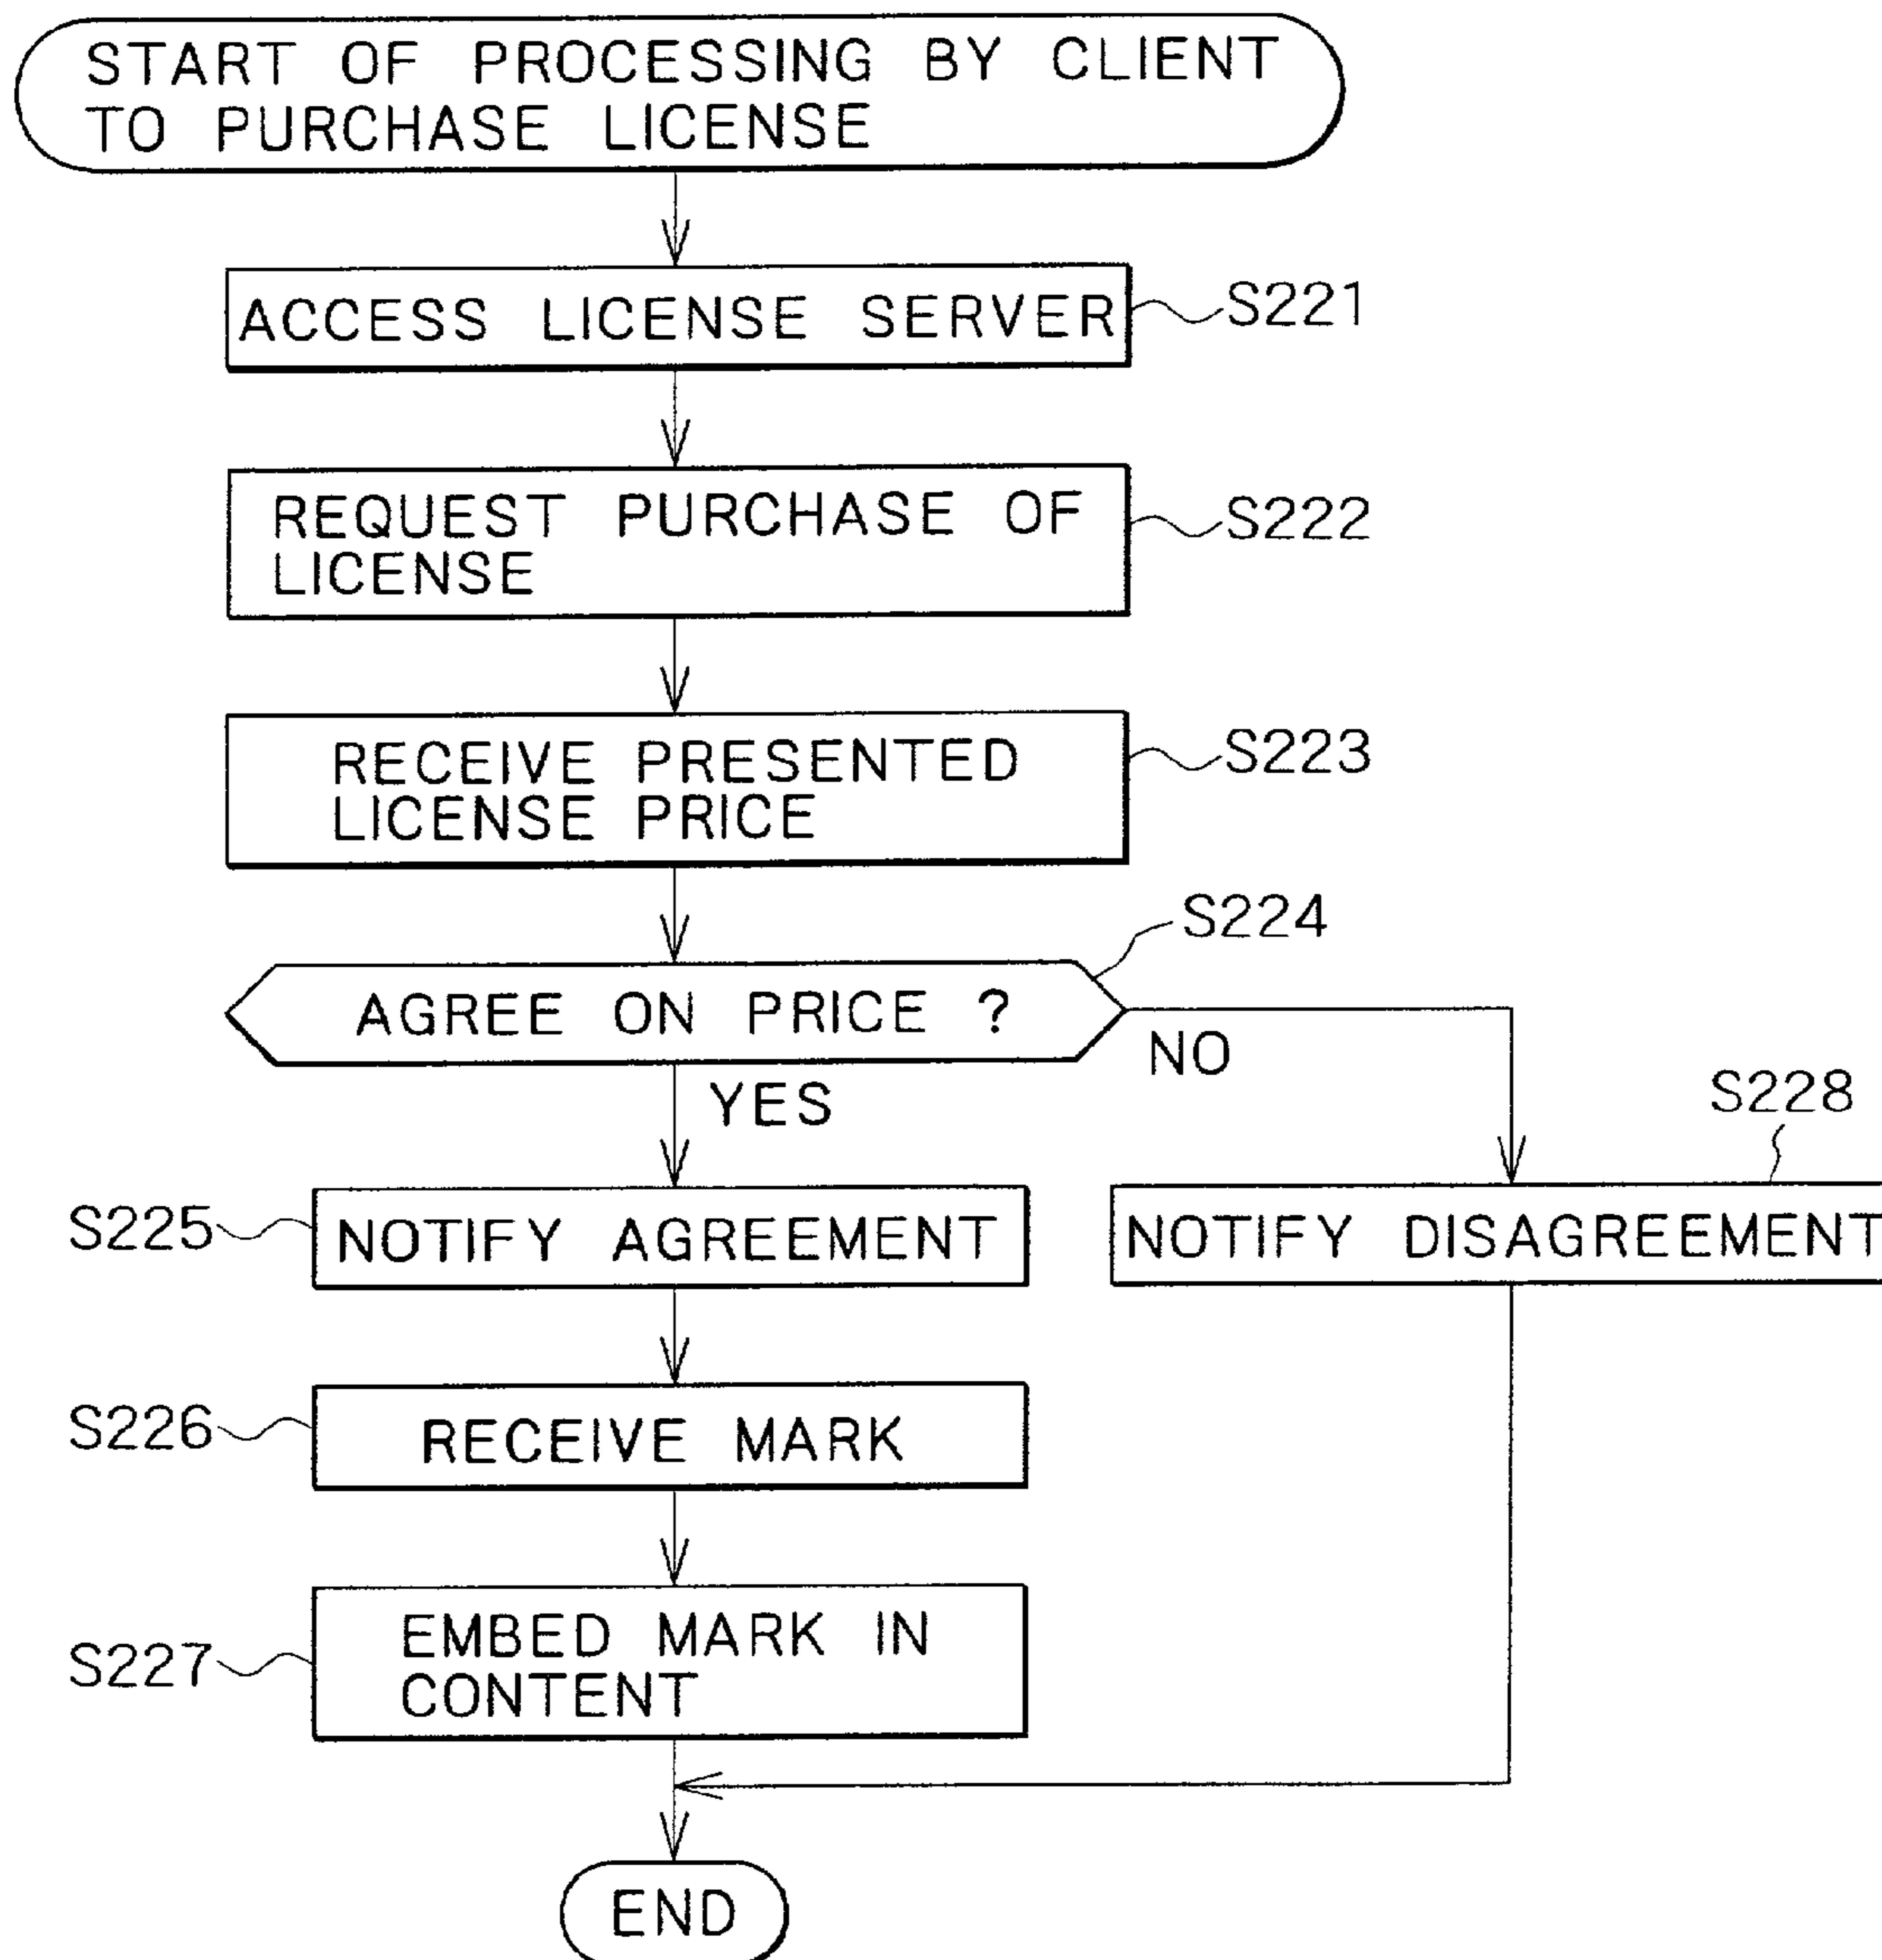 START OF PROCESSING BY CLIENT
TO PURCHASE LICENSE
ACCESS LICENSE SERVER
S221
REQUEST PURCHASE OF
LICENSE
S222
RECEIVE PRESENTED
LICENSE PRICE
S223
S224
AGREE ON PRICE ?
NO
YES
S228
S225
NOTIFY AGREEMENT
NOTIFY DISAGREEMENT
S226
RECEIVE MARK
S227
EMBED MARK IN
CONTENT
END